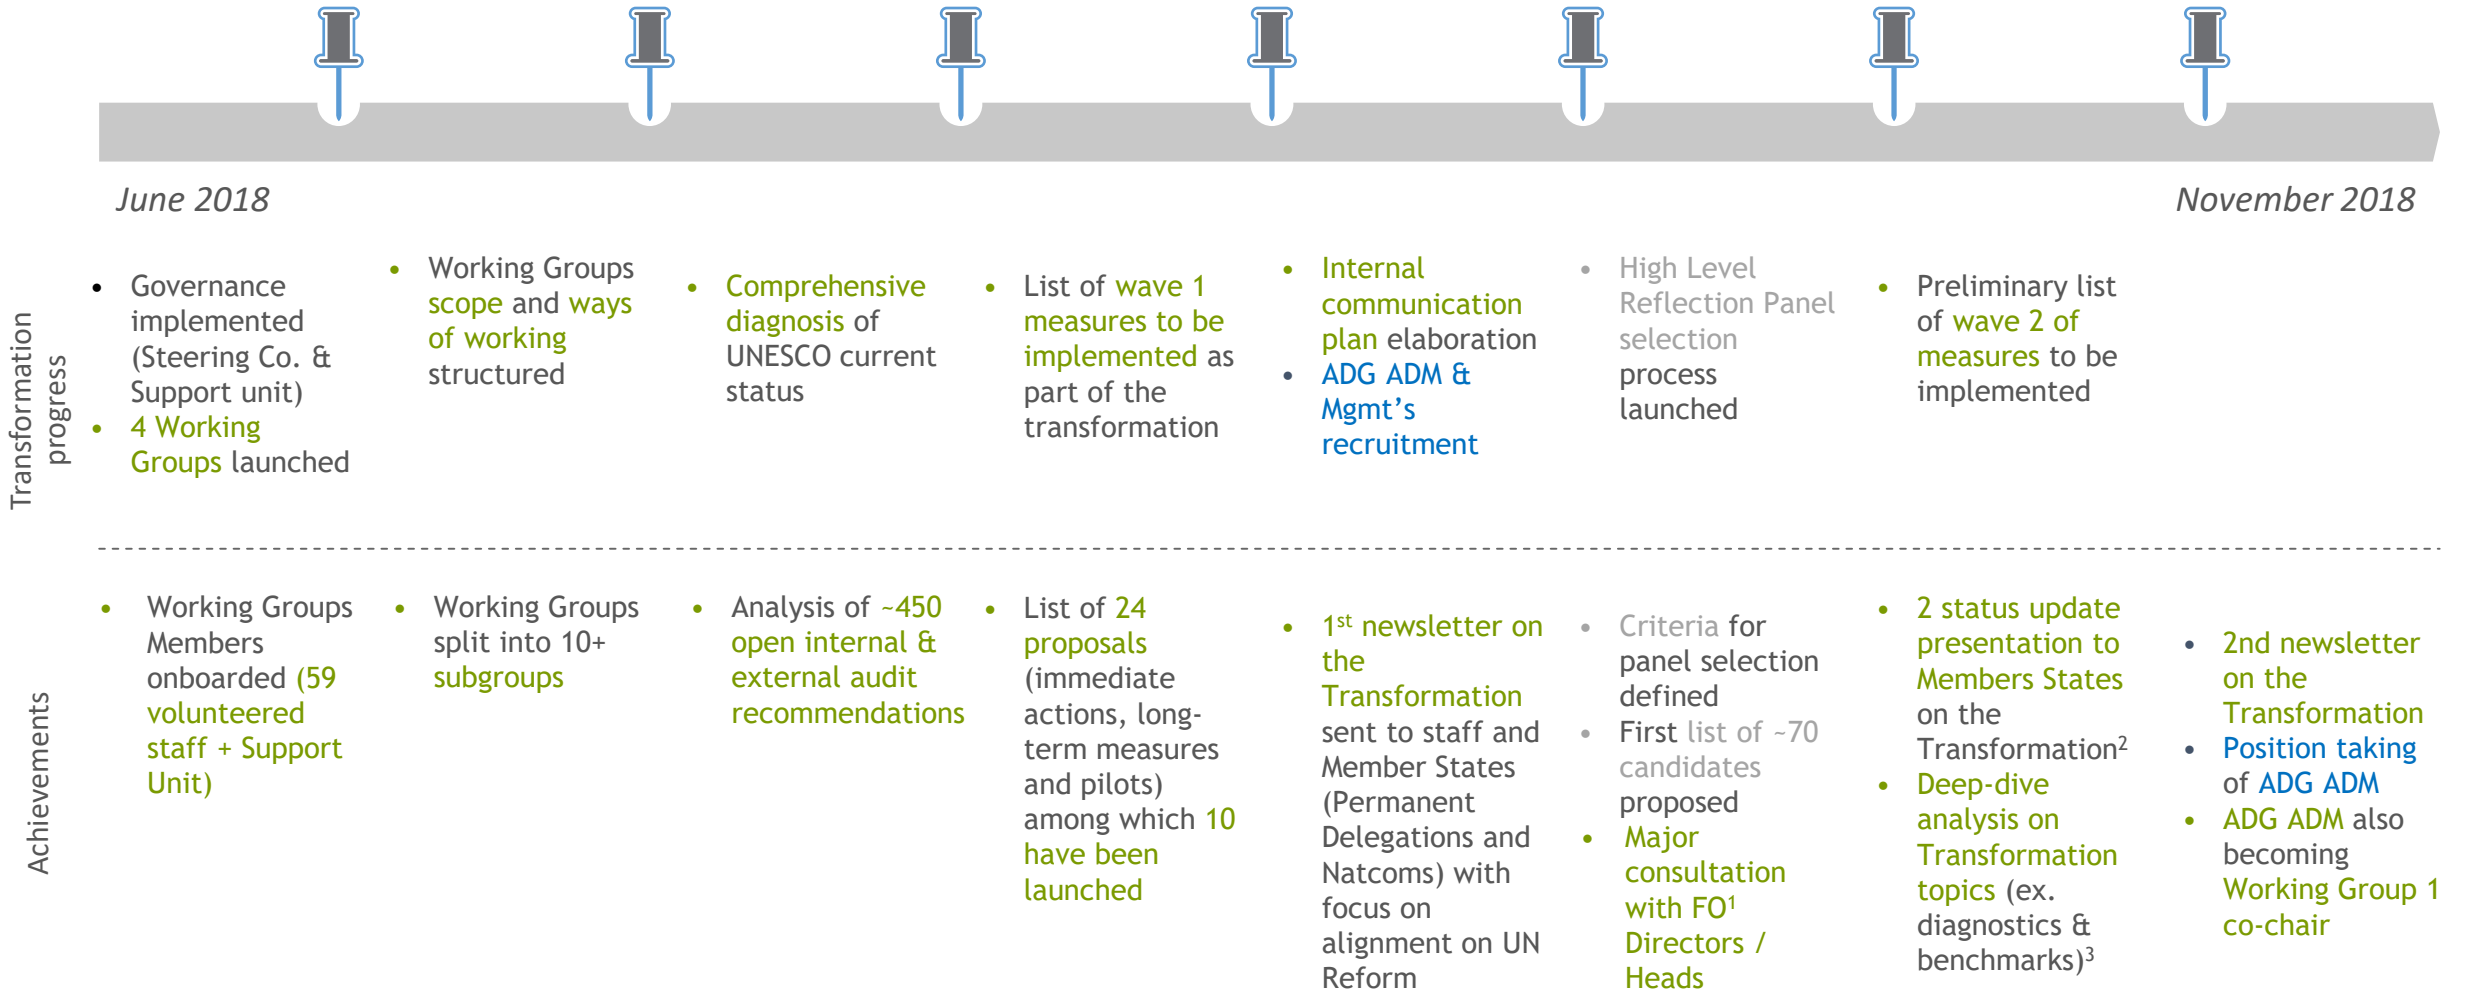 June 2018
November 2018
Transformation
progress
• Governance
implemented
(Steering Co. &
Support unit)
• 4 Working
Groups launched
• Working Groups
scope and ways
of working
structured
• Comprehensive
diagnosis of
UNESCO current
status
• List of wave 1
measures to be
implemented as
part of the
transformation
• Internal
communication
plan elaboration
• ADG ADM &
Mgmt’s
recruitment
• High Level
Reflection Panel
selection
process
launched
• Preliminary list
of wave 2 of
measures to be
implemented
Achievements
• Working Groups
Members
onboarded (59
volunteered
staff + Support
Unit)
• Working Groups
split into 10+
subgroups
• Analysis of ~450
open internal &
external audit
recommendations
• List of 24
proposals
(immediate
actions, long-
term measures
and pilots)
among which 10
have been
launched
• 1st newsletter on
the
Transformation
sent to staff and
Member States
(Permanent
Delegations and
Natcoms) with
focus on
alignment on UN
Reform
• Criteria for
panel selection
defined
• First list of ~70
candidates
proposed
• Major
consultation
with FO1
Directors /
Heads
• 2 status update
presentation to
Members States
on the
Transformation2
• Deep-dive
analysis on
Transformation
topics (ex.
diagnostics &
benchmarks)3
• 2nd newsletter
on the
Transformation
• Position taking
of ADG ADM
• ADG ADM also
becoming
Working Group 1
co-chair